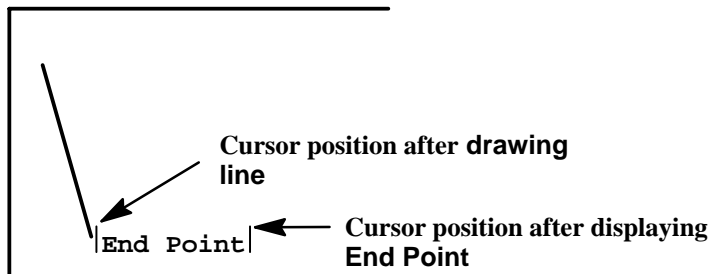 Cursor position after drawing
line
End Point
Cursor position after displaying
End Point